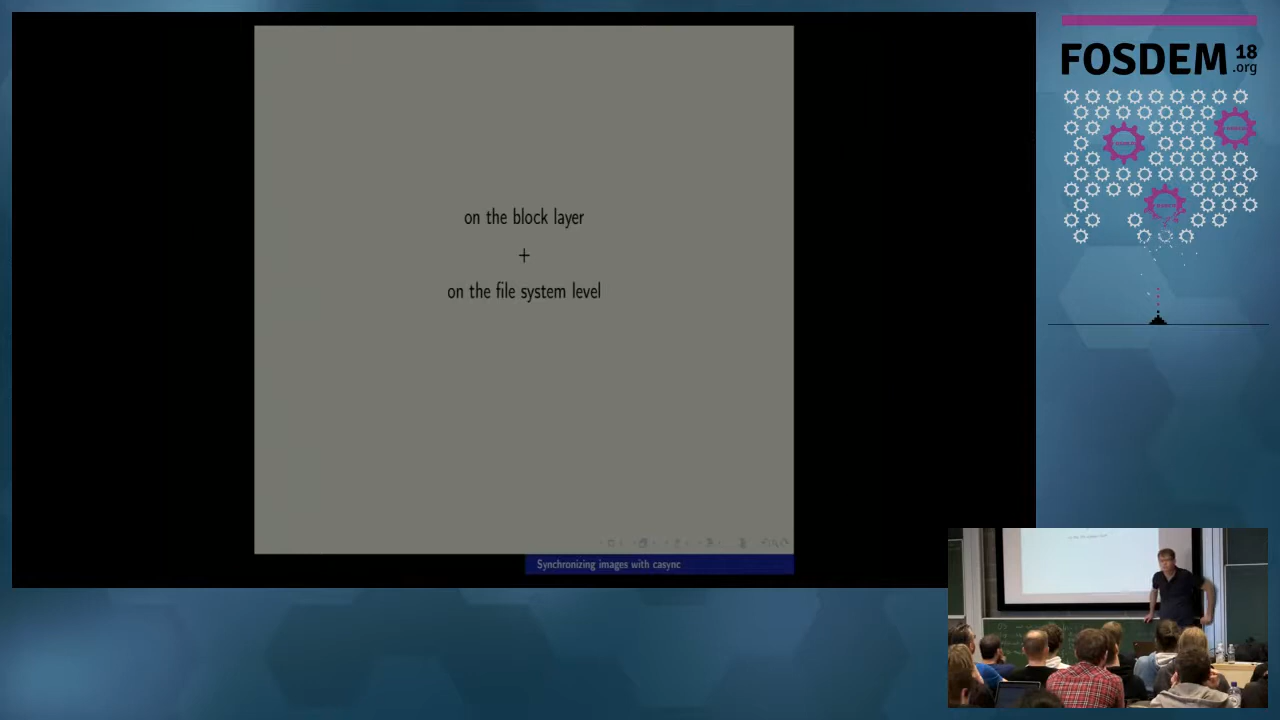 on the block layer
+
on the file system level
Synchronizing images with casync
FOSDEM 18
.org